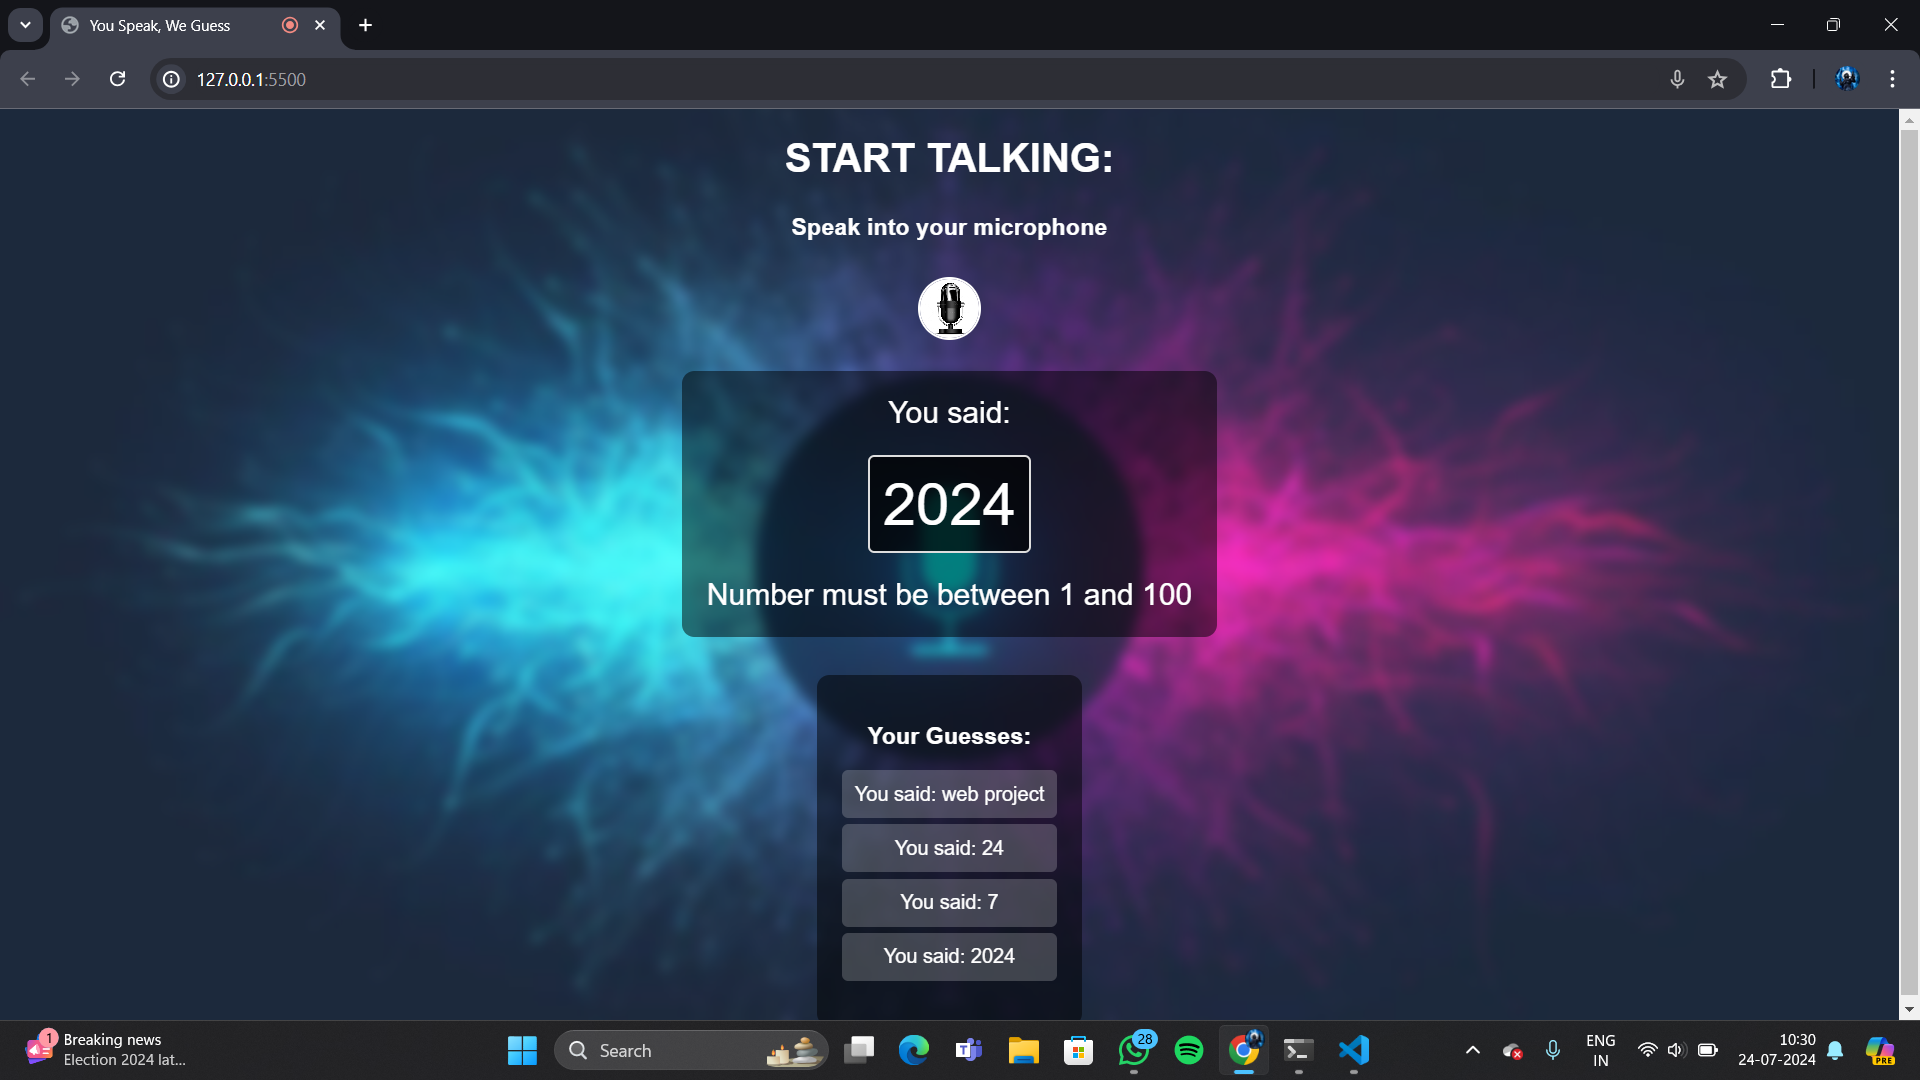 You Speak, We Guess
127.0.0.1:5500
START TALKING:
Speak into your microphone
You said:
2024
Number must be between 1 and 100
Your Guesses:
You said: web project
You said: 24
You said: 7
You said: 2024
1
Breaking news
Election 2024 lat...
Search
28
ENG
IN
10:30
24-07-2024
PRE